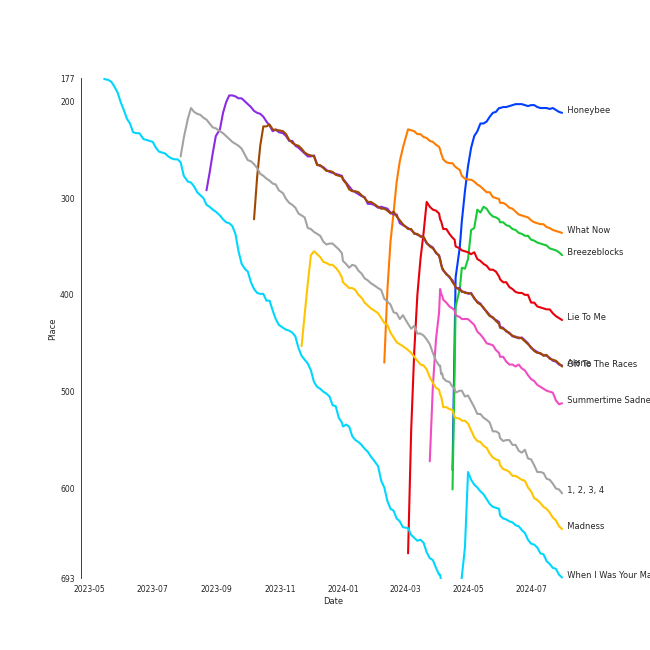 177
200
300
400
500
600
693
Place
2023-05
2023-07
2023-09
2023-11
2024-01
2024-03
2024-05
2024-07
Date
Honeybee
What Now
Breezeblocks
Lie To Me
Off To The Races
Summertime Sadne
1, 2, 3, 4
Madness
When I Was Your Ma